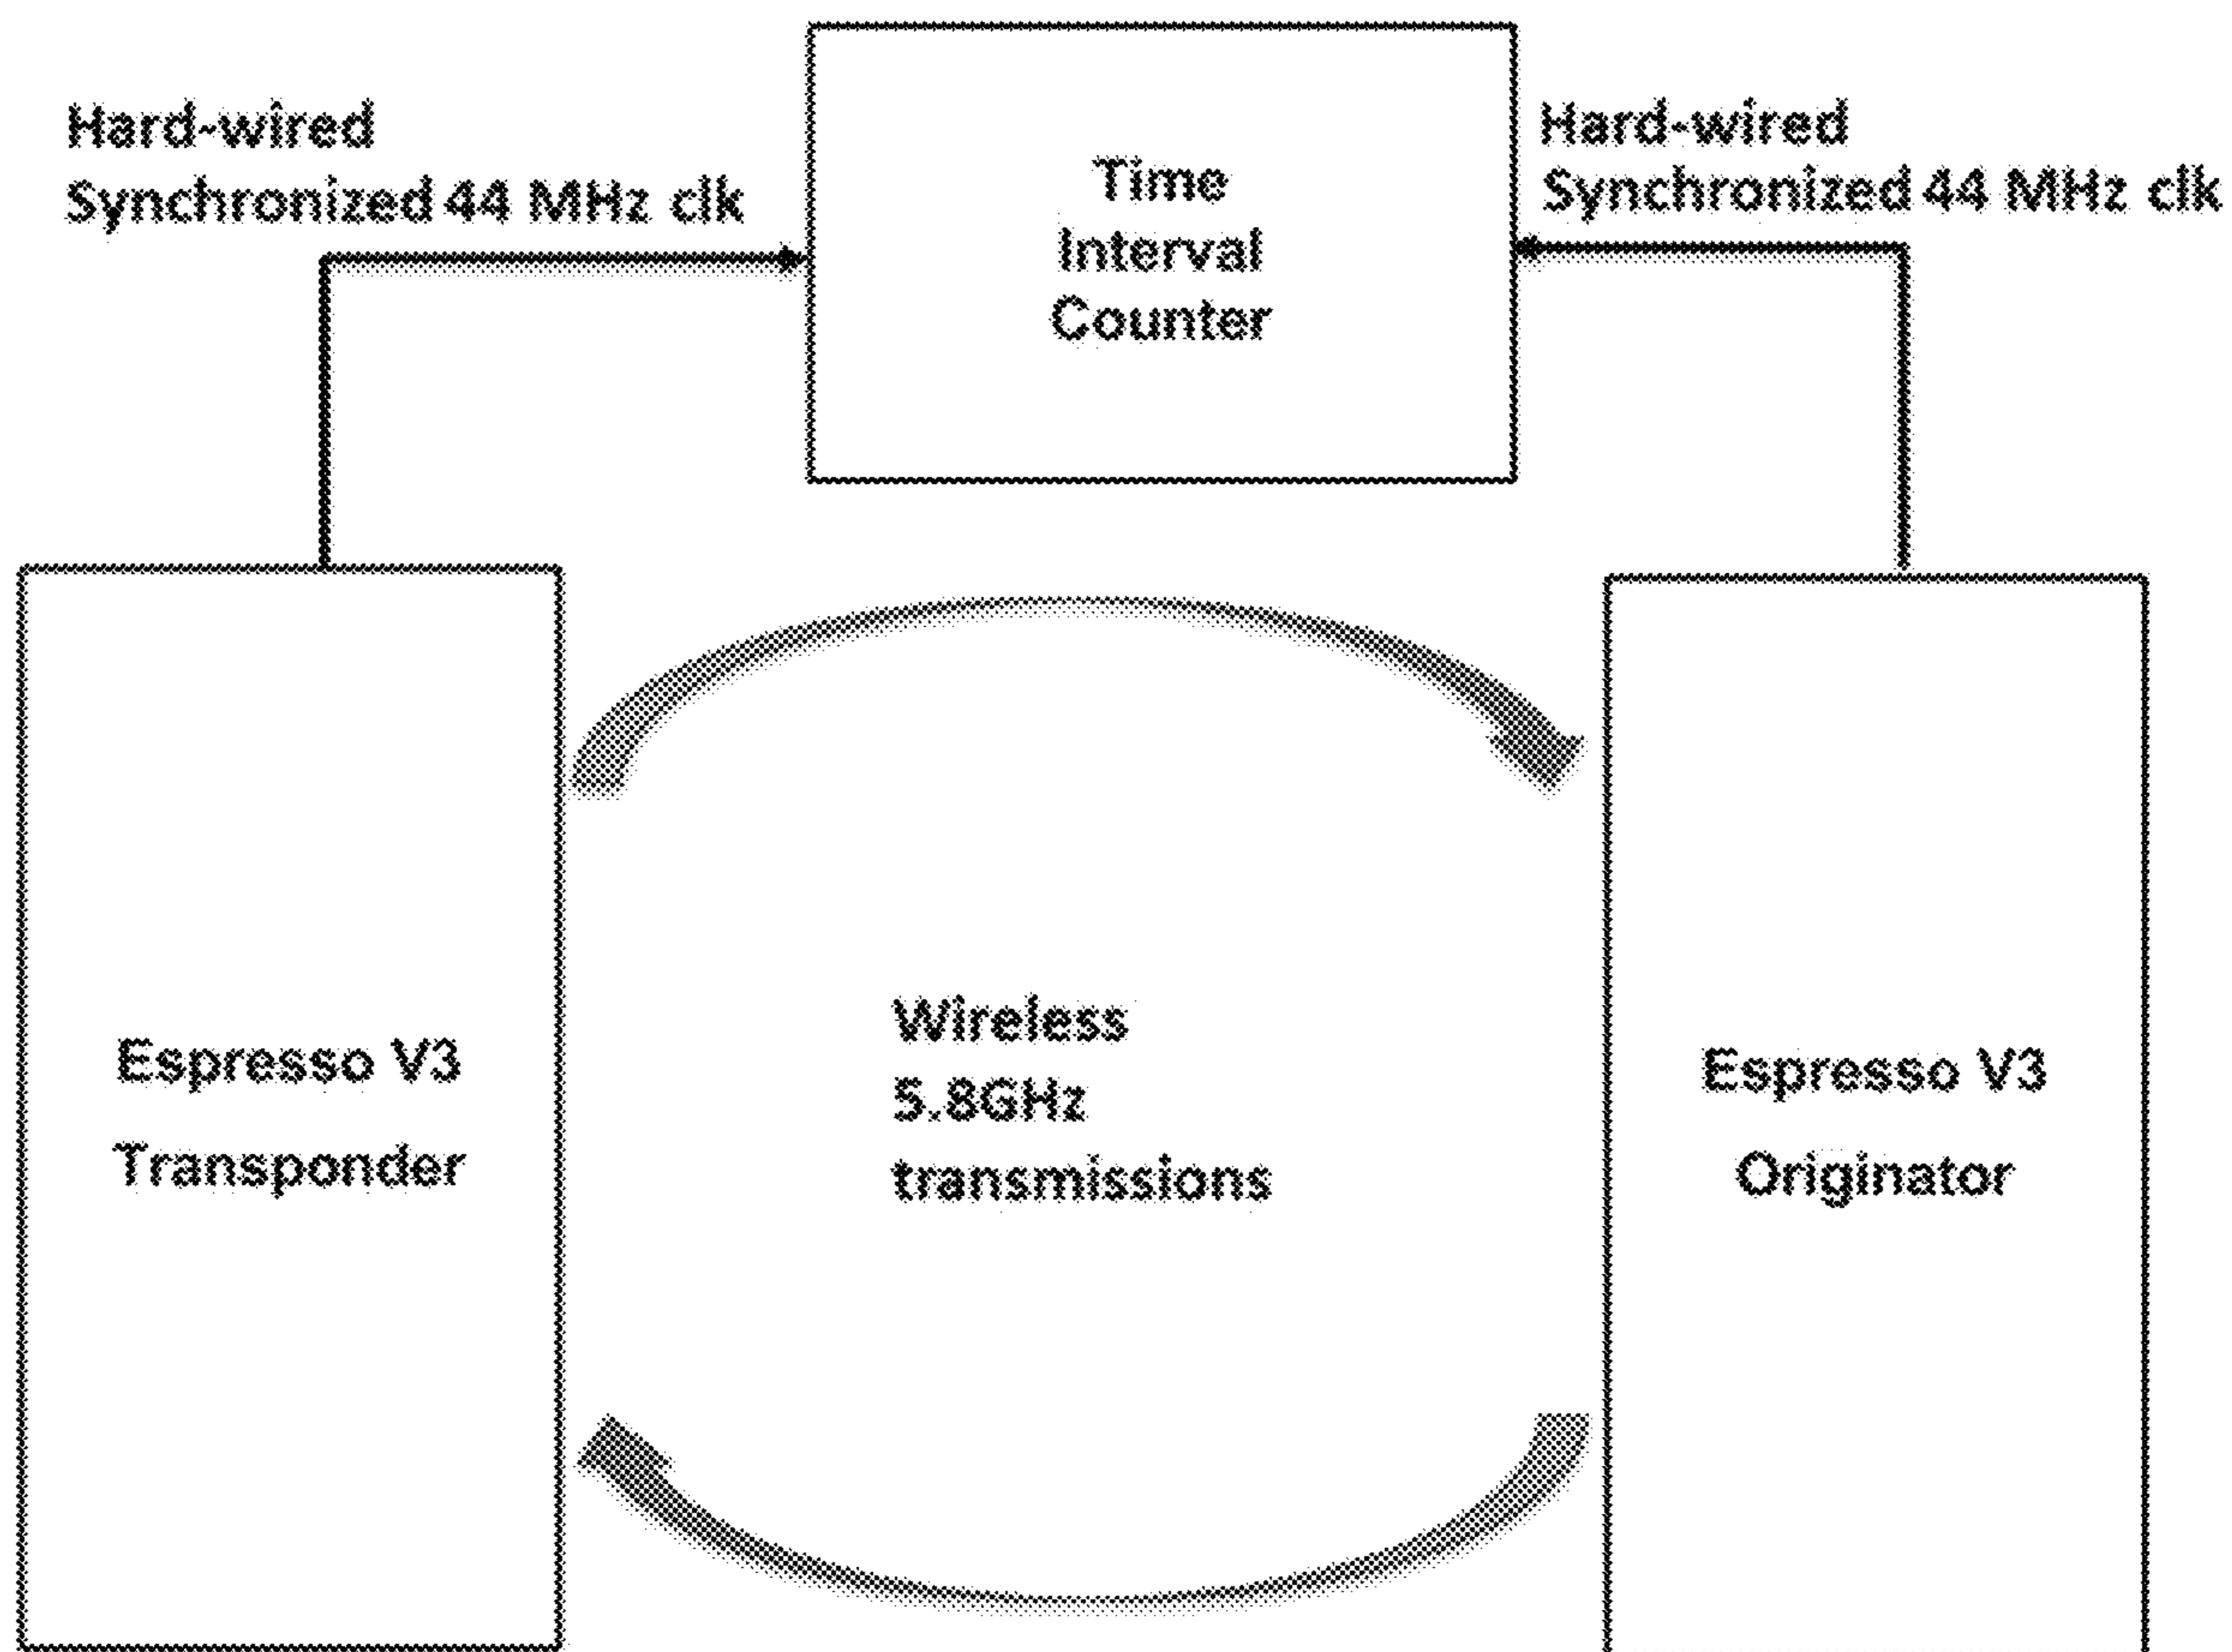 Hard-wired
Synchronized 44 MHz clk
Time
Interval
Counter
Hard-wired
Synchronized 44 MHz clk
Espresso V3
Transponder
Wireless
5.8GHz
transmissions
Espresso V3
Originator